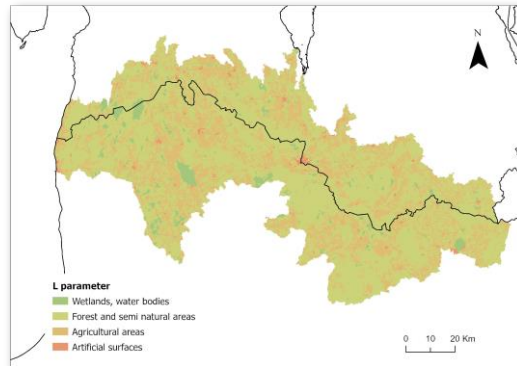 N
L parameter
Wetlands, water bodies
Forest and semi natural areas
Agricultural areas
Artificial surfaces
0 10 20 Km